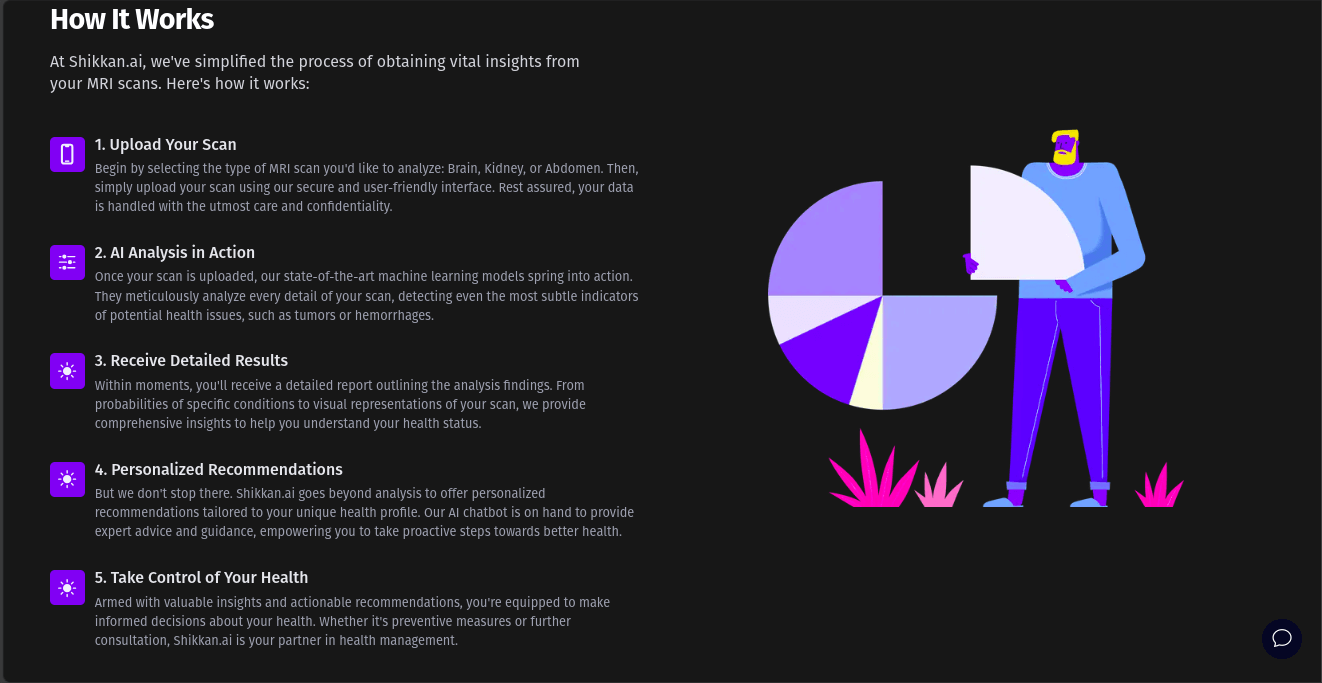 How It Works
At Shikkan.ai, we've simplified the process of obtaining vital insights from
your MRI scans. Here's how it works:
1. Upload Your Scan
Begin by selecting the type of MRI scan you'd like to analyze: Brain, Kidney, or Abdomen. Then,
simply upload your scan using our secure and user-friendly interface. Rest assured, your data
is handled with the utmost care and confidentiality.
2. AI Analysis in Action
Once your scan is uploaded, our state-of-the-art machine learning models spring into action.
They meticulously analyze every detail of your scan, detecting even the most subtle indicators
of potential health issues, such as tumors or hemorrhages.
3. Receive Detailed Results
Within moments, you'll receive a detailed report outlining the analysis findings. From
probabilities of specific conditions to visual representations of your scan, we provide
comprehensive insights to help you understand your health status.
4. Personalized Recommendations
But we don't stop there. Shikkan.ai goes beyond analysis to offer personalized
recommendations tailored to your unique health profile. Our AI chatbot is on hand to provide
expert advice and guidance, empowering you to take proactive steps towards better health.
5. Take Control of Your Health
Armed with valuable insights and actionable recommendations, you're equipped to make
informed decisions about your health. Whether it's preventive measures or further
consultation, Shikkan.ai is your partner in health management.